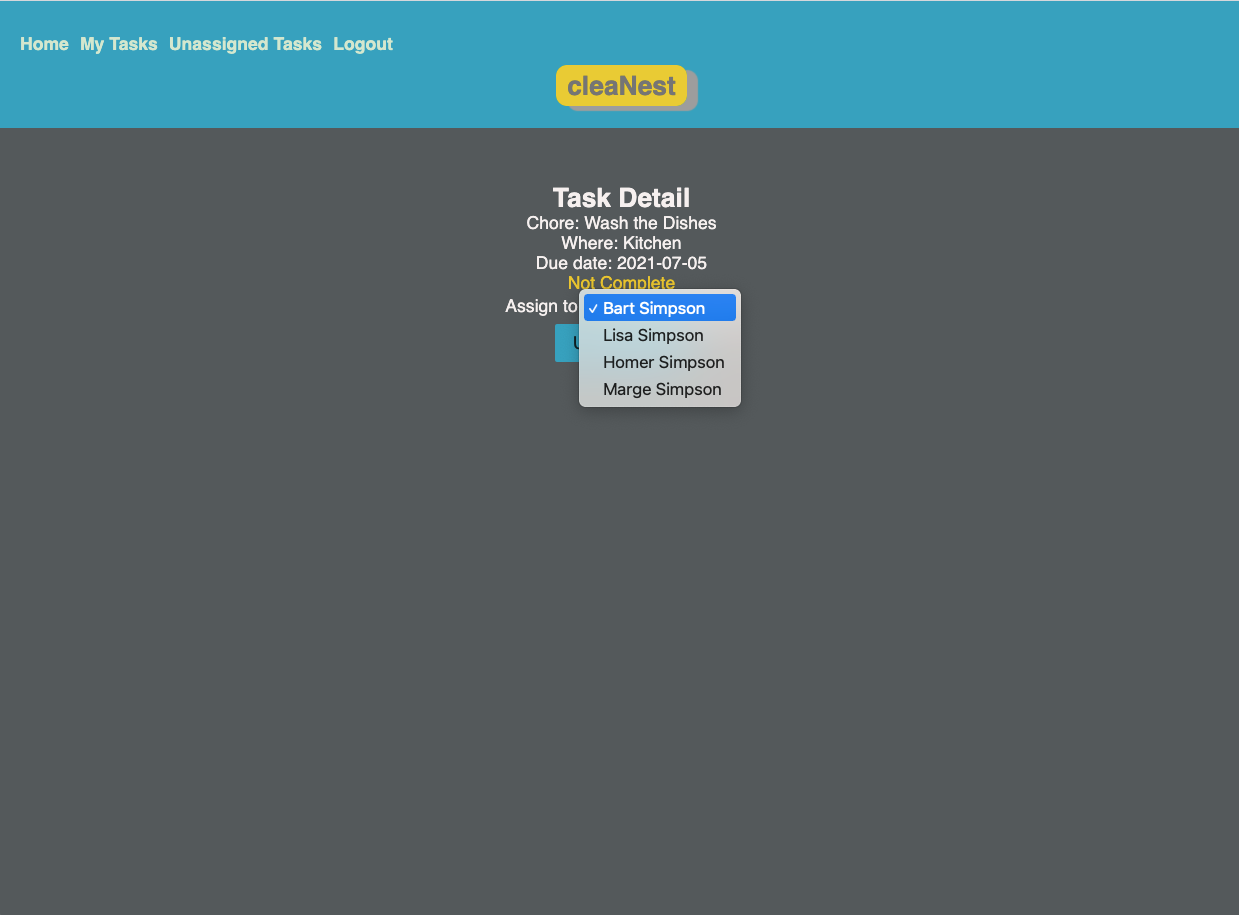 Home My Tasks Unassigned Tasks Logout
cleaNest
Task Detail
Chore: Wash the Dishes
Where: Kitchen
Due date: 2021-07-05
Not Complete
Assign to
✓ Bart Simpson
Lisa Simpson
Homer Simpson
Marge Simpson